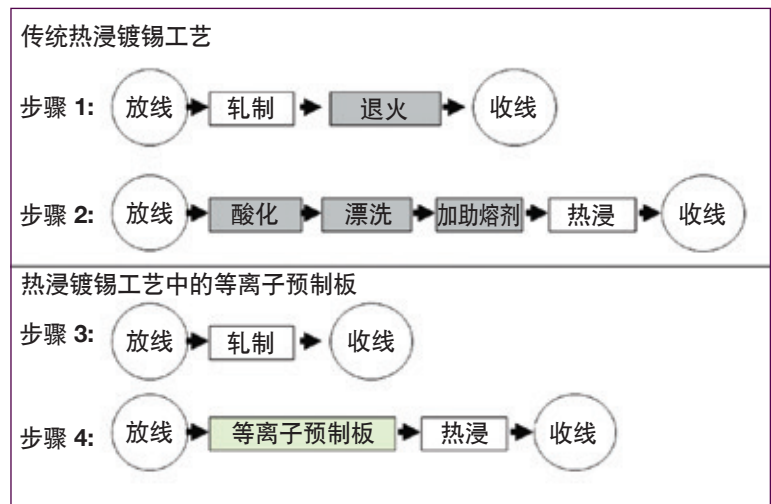 传统热浸镀锡工艺
步骤 1: 放线 轧制 退火 收线
步骤 2: 放线 酸化 漂洗 加助熔剂 热浸 收线
热浸镀锡工艺中的等离子预制板
步骤 3: 放线 轧制 收线
步骤 4: 放线 等离子预制板 热浸 收线